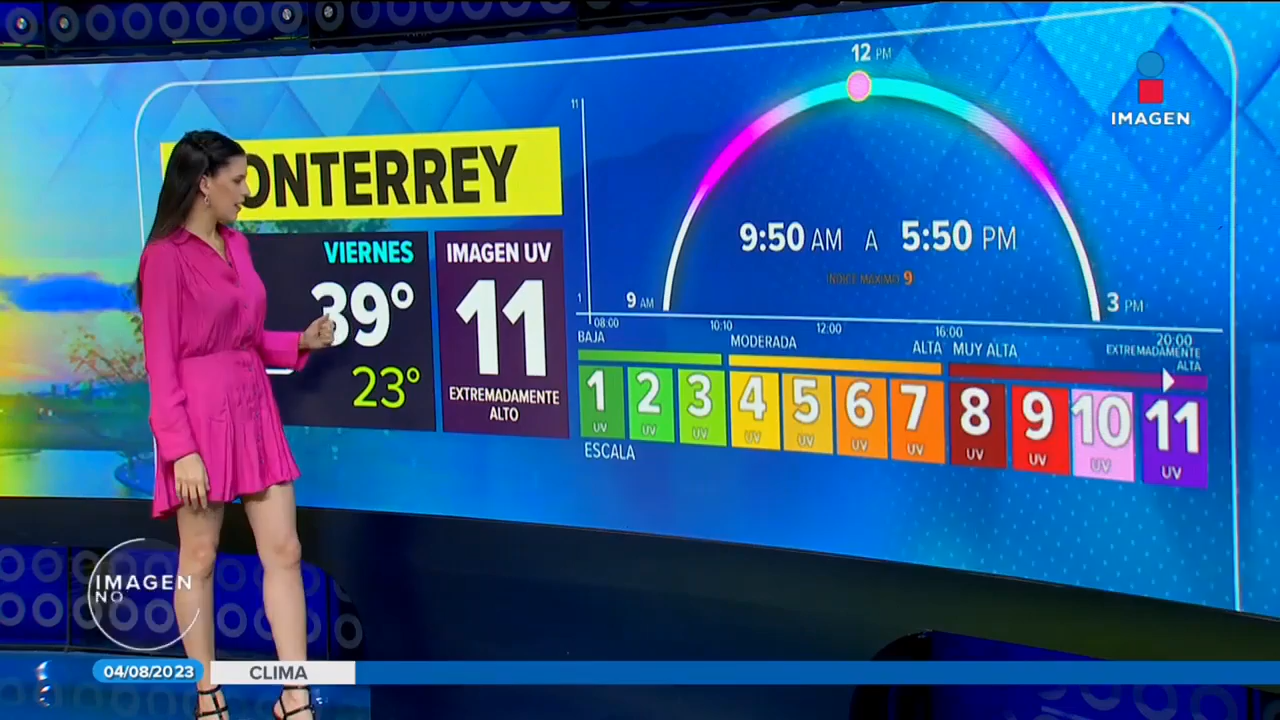 12 PM
IMAGEN
11
ONTERREY
VIERNES
39°
23°
IMAGEN UV
11
EXTREMADAMENTE
ALTO
9:50 AM A 5:50 PM
INDICE MÁXIMO 9
1
9 AM
3 PM
08:00
10:10
12:00
16:00
20:00
BAJA
MODERADA
ALTA
MUY ALTA
EXTREMADAMENTE
ALTA
1 2 3 4 5 6 7 8 9 10 11
UV UV UV UV UV UV UV UV UV UV UV
ESCALA
IMAGEN
NO
04/08/2023
CLIMA